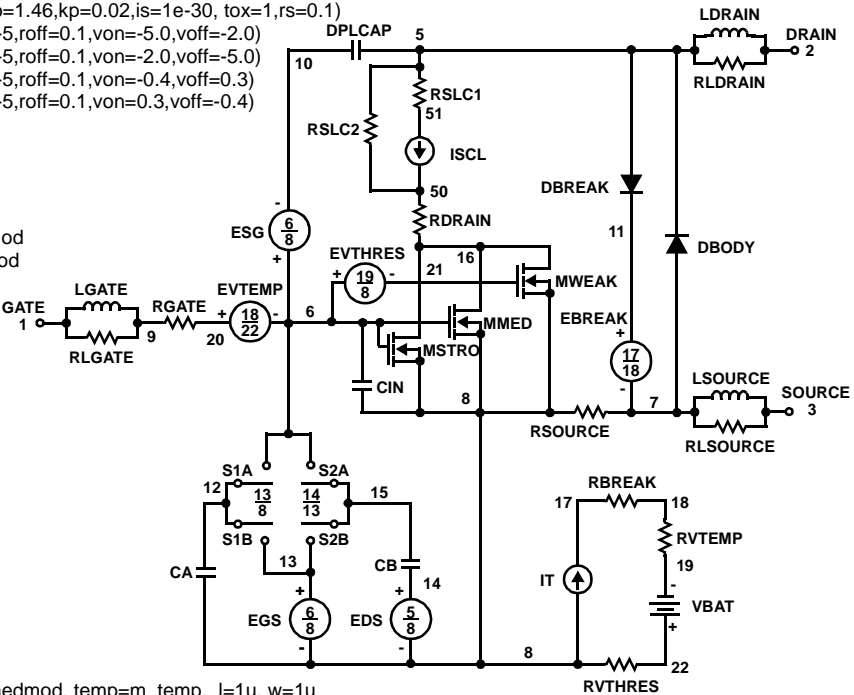 p=1.46,kp=0.02,is=1e-30, tox=1,rs=0.1)
-5,roff=0.1,von=-5.0,voff=-2.0)
-5,roff=0.1,von=-2.0,voff=-5.0)
-5,roff=0.1,von=-0.4,voff=0.3)
-5,roff=0.1,von=0.3,voff=-0.4)
od
od
LDRAIN
DPLCAP
5
DRAIN
2
10
RLDRAIN
RSLC1
51
RSLC2
ISCL
50
DBREAK
RDRAIN
ESG
-
6
8
+
11
DBODY
EVTHRES
+
19
8
-
21
16
MWEAK
LGATE
GATE
1
RGATE
EVTEMP
+
18
22
-
6
9
20
RLGATE
MMED
MSTRO
EBREAK
+
17
18
-
CIN
8
RSOURCE
7
LSOURCE
SOURCE
3
RLSOURCE
S1A
S2A
12
13
8
14
13
15
S1B
S2B
13
CA
CB
14
+
EGS
6
8
-
+
EDS
5
8
-
RBREAK
17
18
RVTEMP
19
IT
-
VBAT
+
8
22
RVTHRES
nedmod, temp=m_temp, l=1u, w=1u